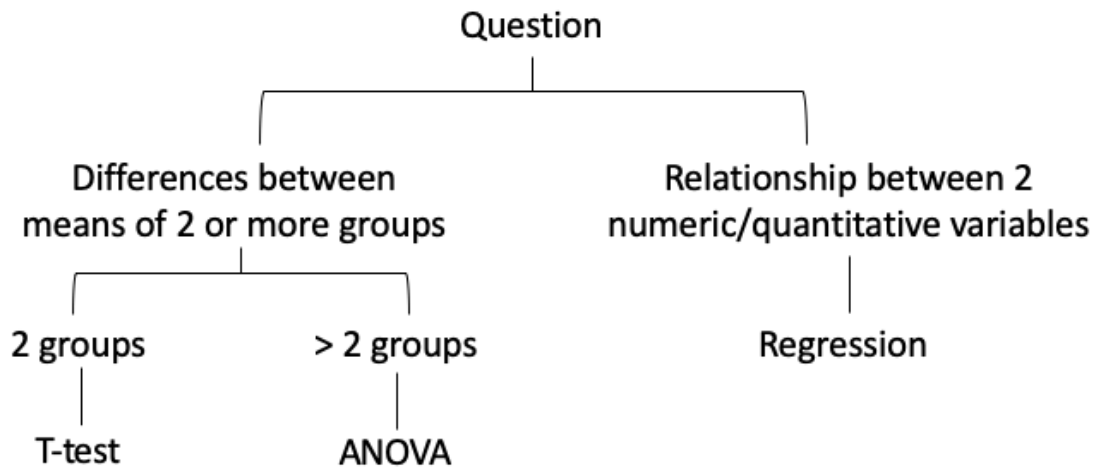 Question
Differences between
means of 2 or more groups
Relationship between 2
numeric/quantitative variables
2 groups
> 2 groups
Regression
T-test
ANOVA